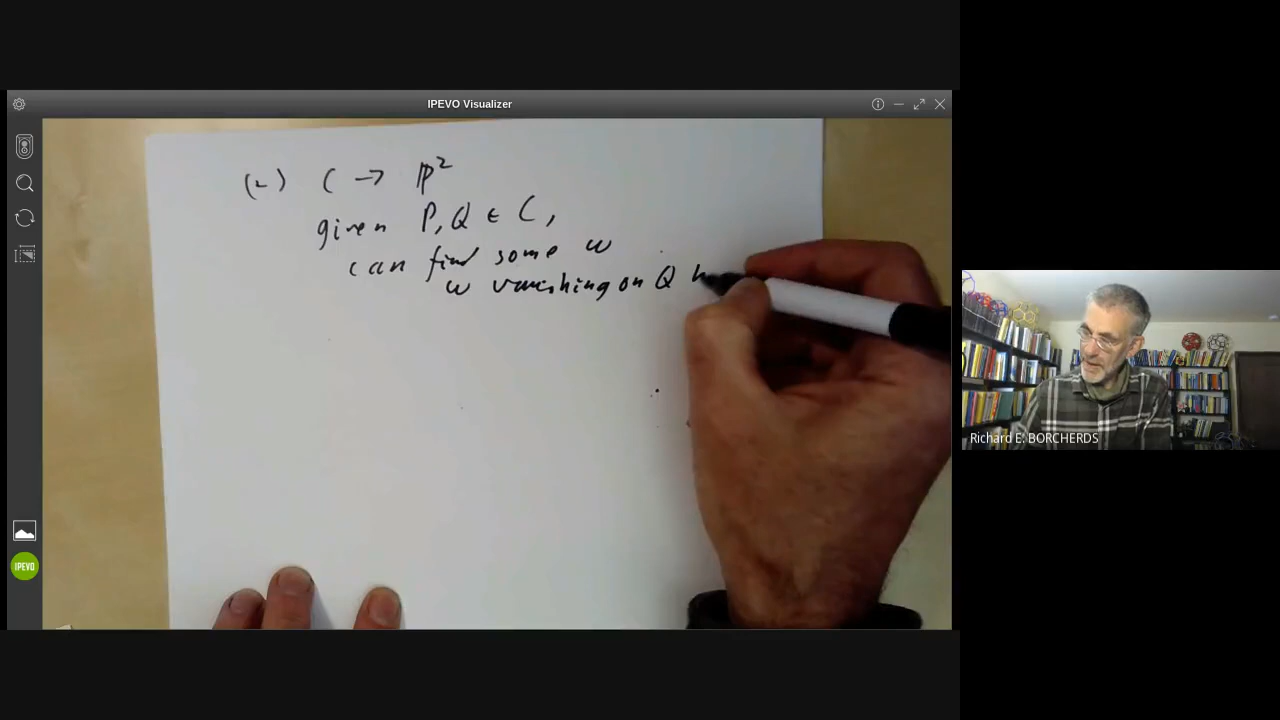 IPEVO Visualizer
(2) C → ℙ²
given P, Q ∈ C,
can find some ω
ω vanishing on Q
IPEVO
Richard E. BORCHERDS